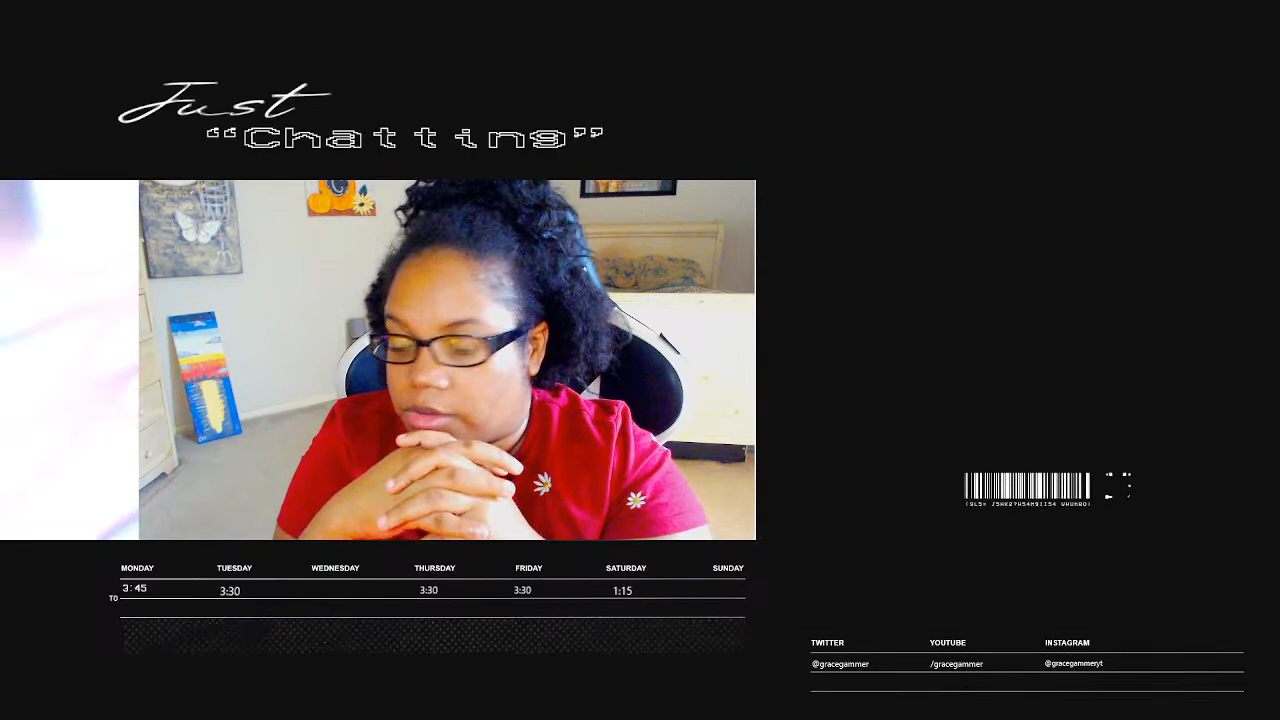 Just
“Chatting”
MONDAY TUESDAY WEDNESDAY THURSDAY FRIDAY SATURDAY SUNDAY
3:45 3:30 3:30 3:30 1:15
TO
TWITTER YOUTUBE INSTAGRAM
@gracegammer /gracegammer @gracegammeryt